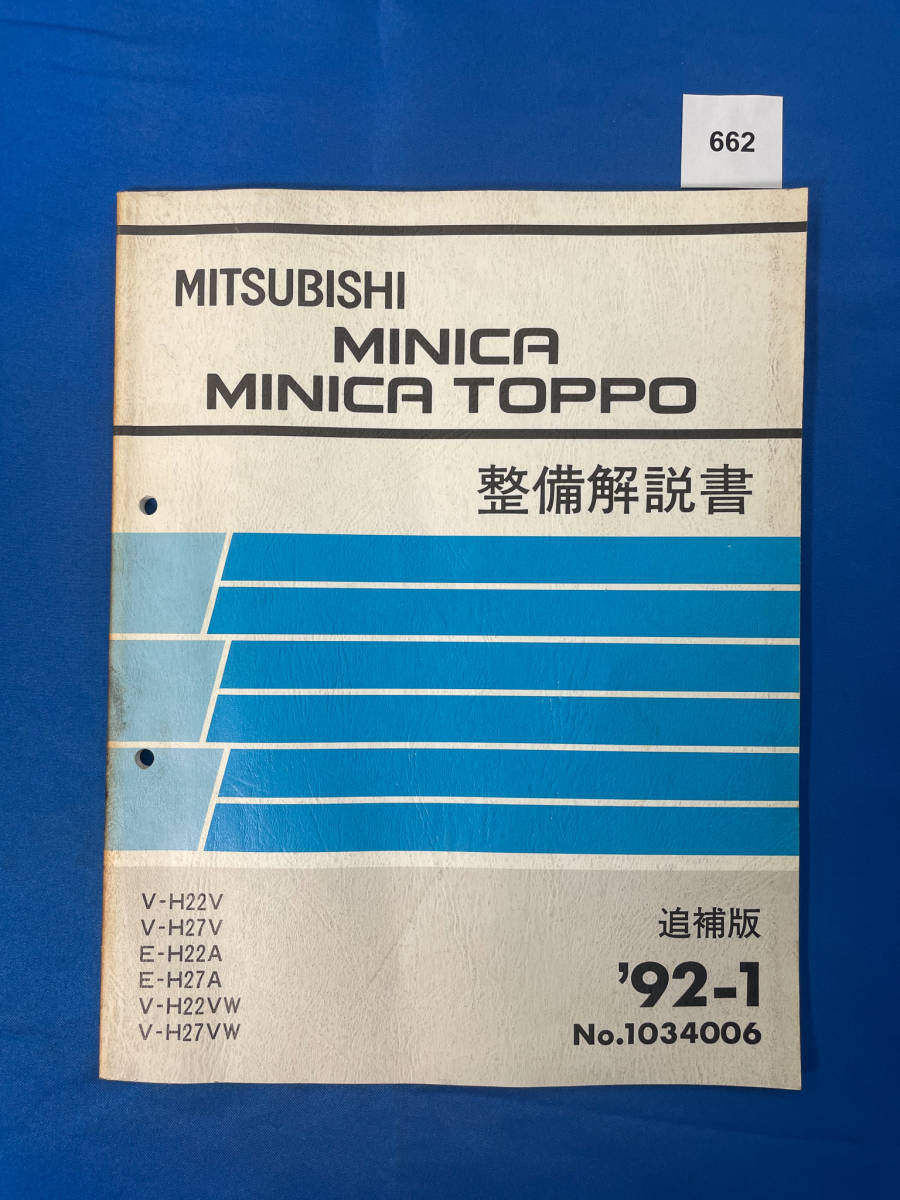 662
MITSUBISHI
MINICA
MINICA TOPPO
整備解説書
V-H22V
V-H27V
E-H22A
E-H27A
V-H22VW
V-H27VW
追補版
'92-1
No.1034006